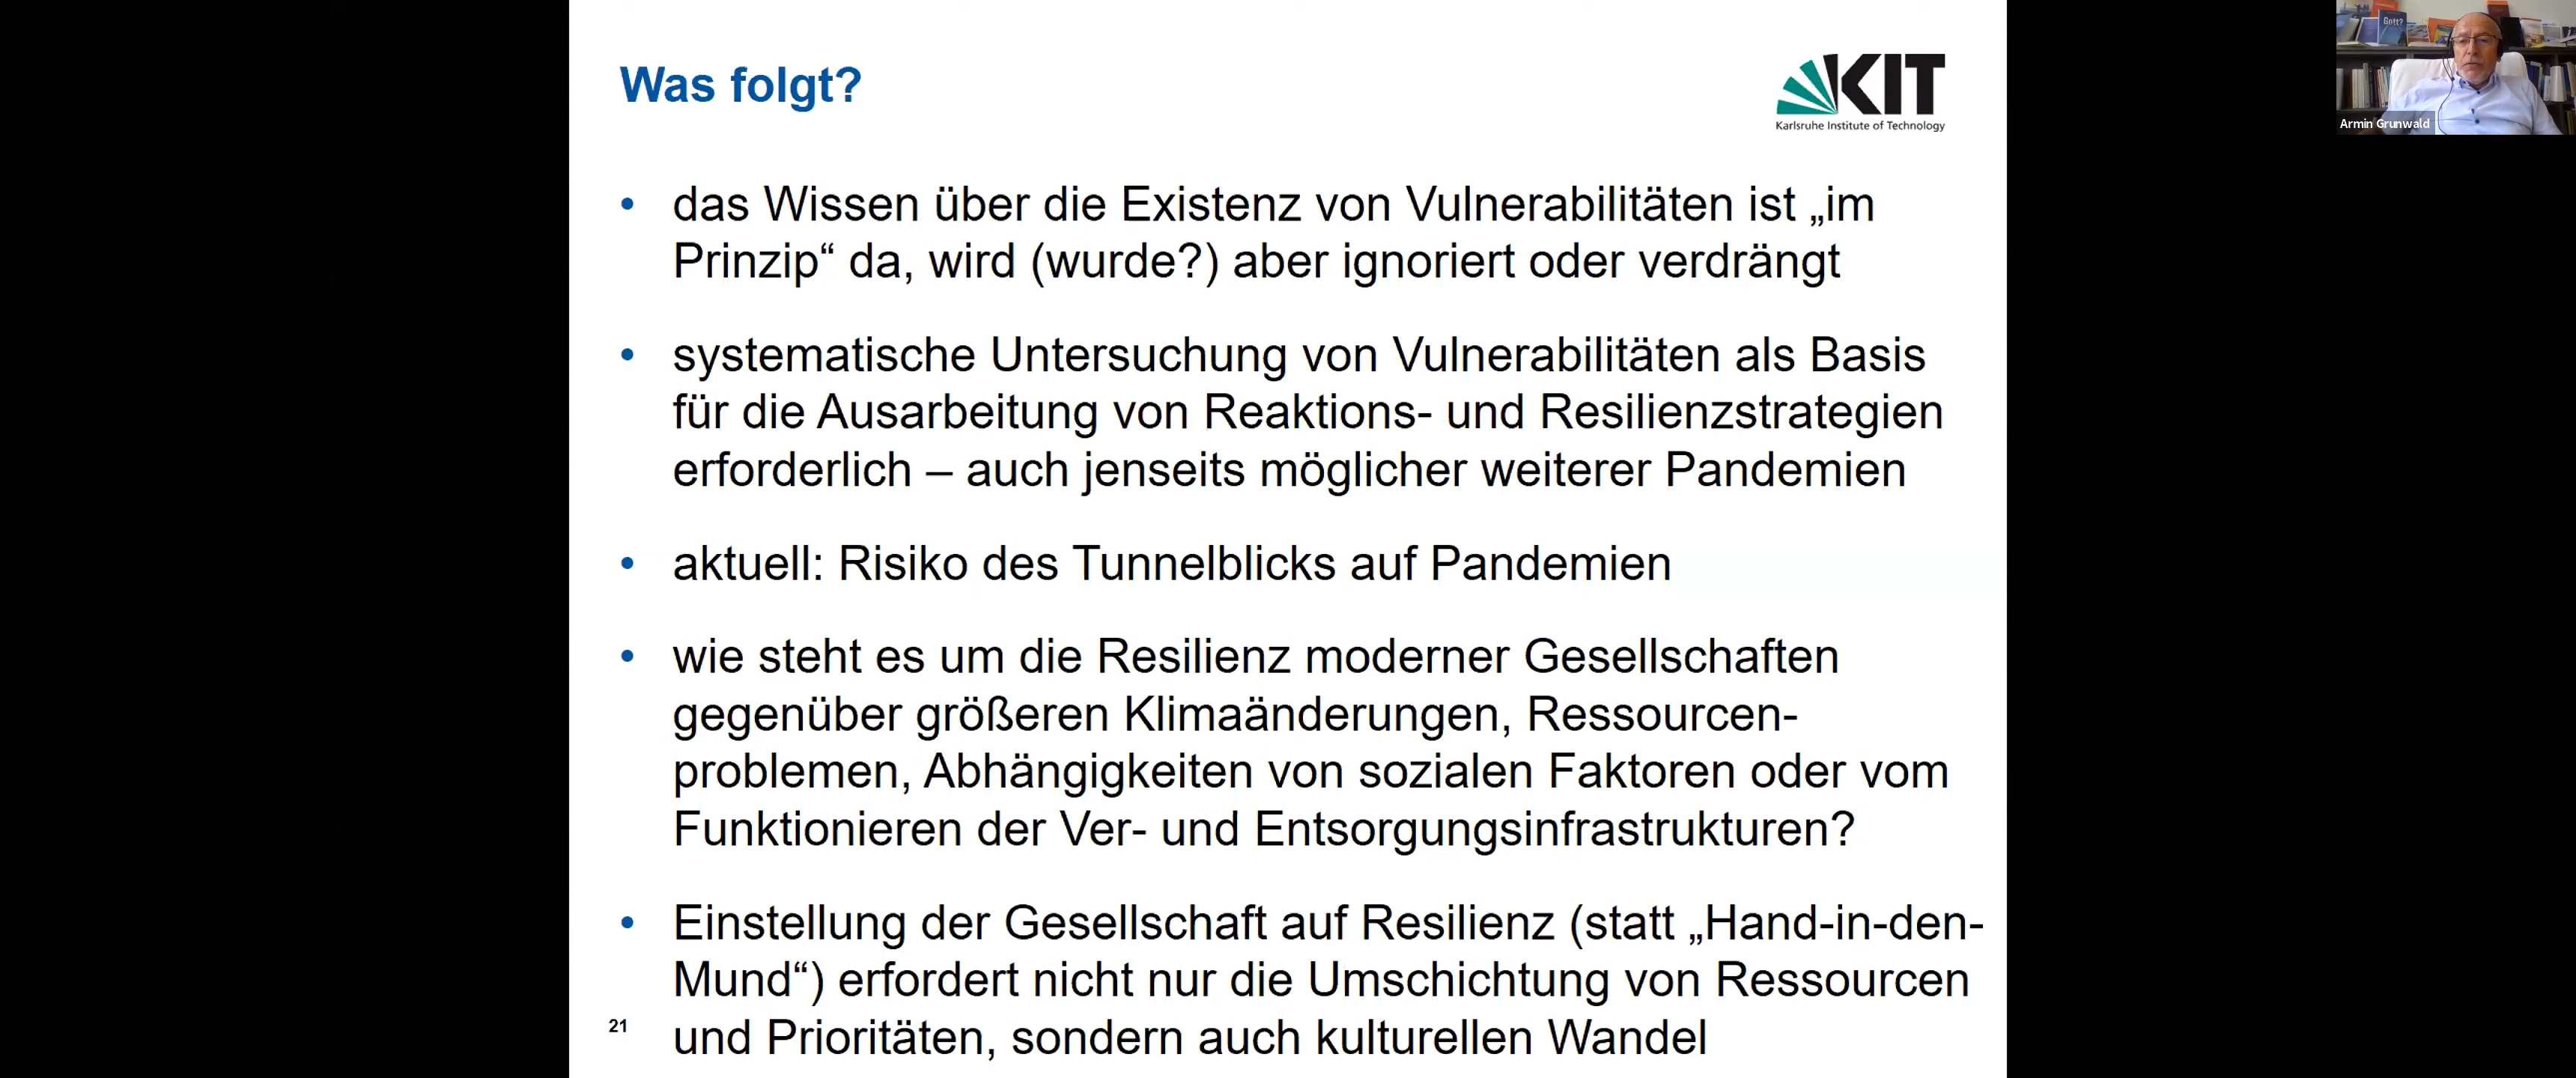 Was folgt?
KIT
Karlsruhe Institute of Technology
Gott?
Armin Grunwald
• das Wissen über die Existenz von Vulnerabilitäten ist „im
Prinzip“ da, wird (wurde?) aber ignoriert oder verdrängt
• systematische Untersuchung von Vulnerabilitäten als Basis
für die Ausarbeitung von Reaktions- und Resilienzstrategien
erforderlich – auch jenseits möglicher weiterer Pandemien
• aktuell: Risiko des Tunnelblicks auf Pandemien
• wie steht es um die Resilienz moderner Gesellschaften
gegenüber größeren Klimaänderungen, Ressourcen-
problemen, Abhängigkeiten von sozialen Faktoren oder vom
Funktionieren der Ver- und Entsorgungsinfrastrukturen?
• Einstellung der Gesellschaft auf Resilienz (statt „Hand-in-den-
Mund“) erfordert nicht nur die Umschichtung von Ressourcen
und Prioritäten, sondern auch kulturellen Wandel
21